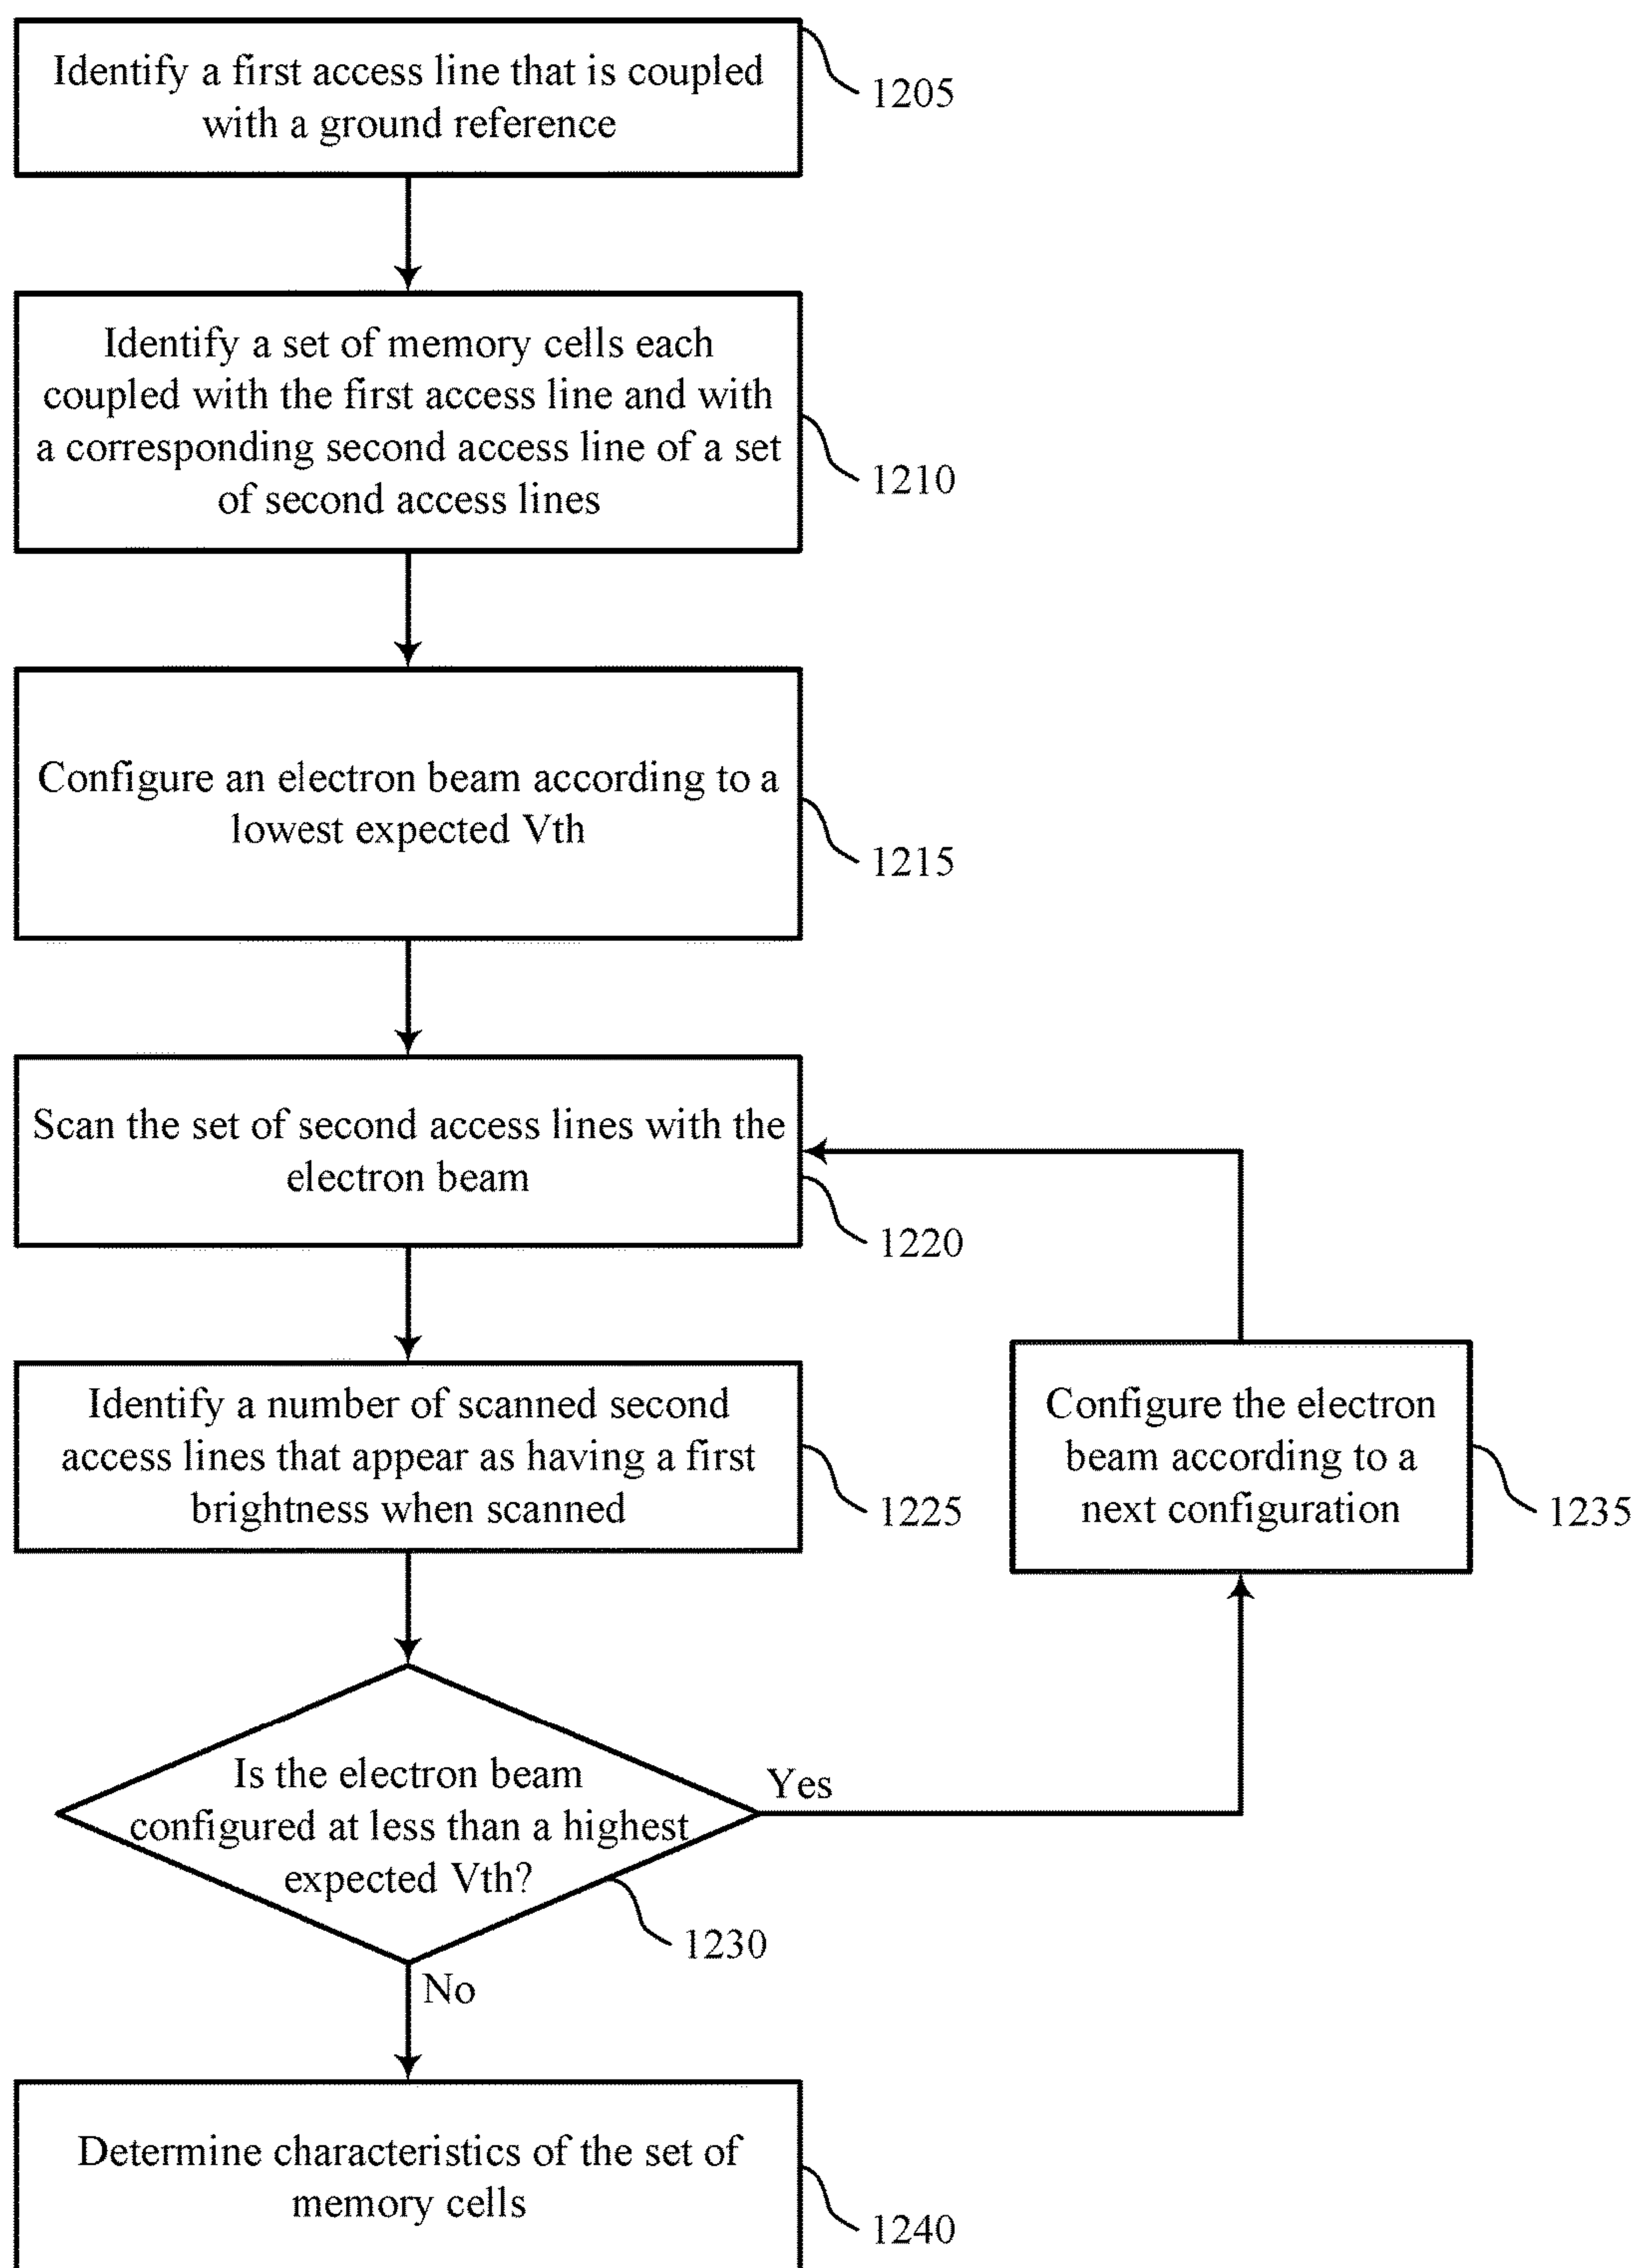 Identify a first access line that is coupled
with a ground reference
1205
Identify a set of memory cells each
coupled with the first access line and with
a corresponding second access line of a set
of second access lines
1210
Configure an electron beam according to a
lowest expected Vth
1215
Scan the set of second access lines with the
electron beam
1220
Identify a number of scanned second
access lines that appear as having a first
brightness when scanned
1225
Configure the electron
beam according to a
next configuration
1235
Is the electron beam
configured at less than a highest
expected Vth?
Yes
1230
No
Determine characteristics of the set of
memory cells
1240